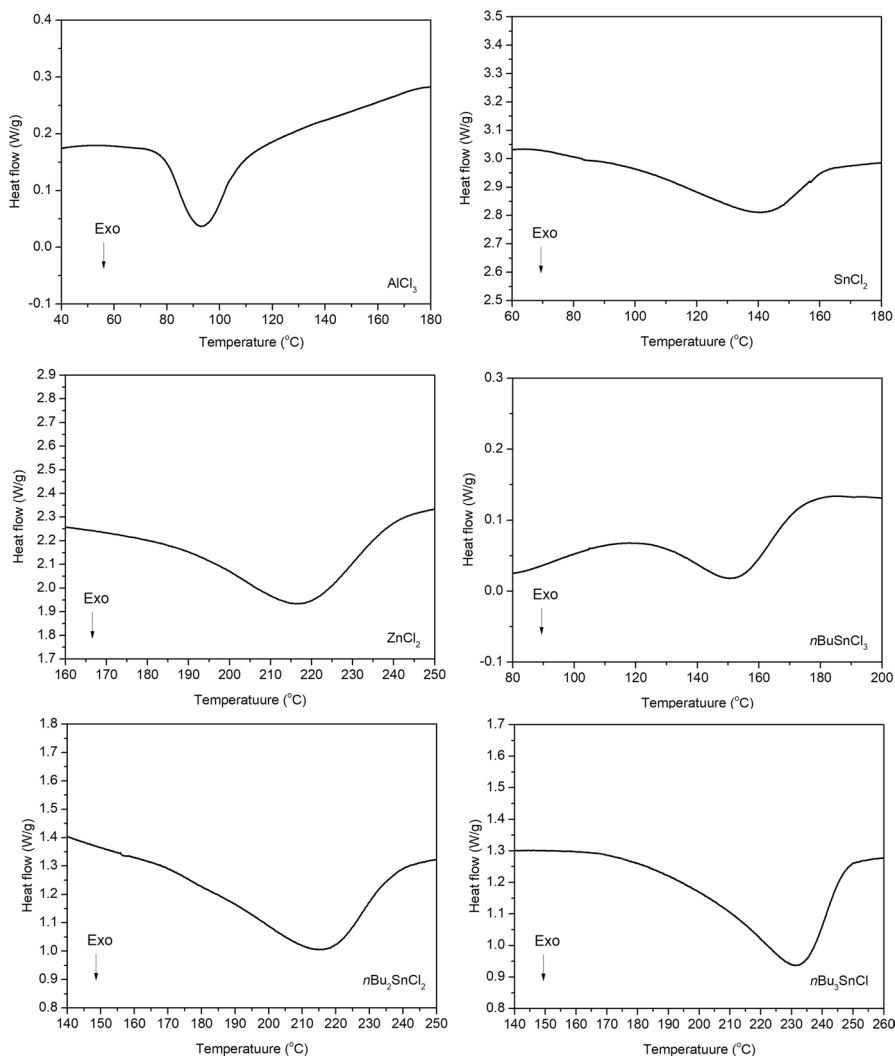 0.4
0.3
0.2
0.1
0.0
-0.1
Heat flow (W/g)
Exo
AlCl₃
40 60 80 100 120 140 160 180
Temperatuure (°C)
3.5
3.4
3.3
3.2
3.1
3.0
2.9
2.8
2.7
2.6
2.5
Heat flow (W/g)
Exo
SnCl₂
60 80 100 120 140 160 180
Temperatuure (°C)
2.9
2.8
2.7
2.6
2.5
2.4
2.3
2.2
2.1
2.0
1.9
1.8
1.7
Heat flow (W/g)
Exo
ZnCl₂
160 170 180 190 200 210 220 230 240 250
Temperatuure (°C)
0.3
0.2
0.1
0.0
-0.1
Heat flow (W/g)
Exo
nBuSnCl₃
80 100 120 140 160 180 200
Temperatuure (°C)
1.8
1.7
1.6
1.5
1.4
1.3
1.2
1.1
1.0
0.9
0.8
Heat flow (W/g)
Exo
nBu₂SnCl₂
140 150 160 170 180 190 200 210 220 230 240 250
Temperatuure (°C)
1.7
1.6
1.5
1.4
1.3
1.2
1.1
1.0
0.9
0.8
Heat flow (W/g)
Exo
nBu₃SnCl
140 150 160 170 180 190 200 210 220 230 240 250 260
Temperatuure (°C)